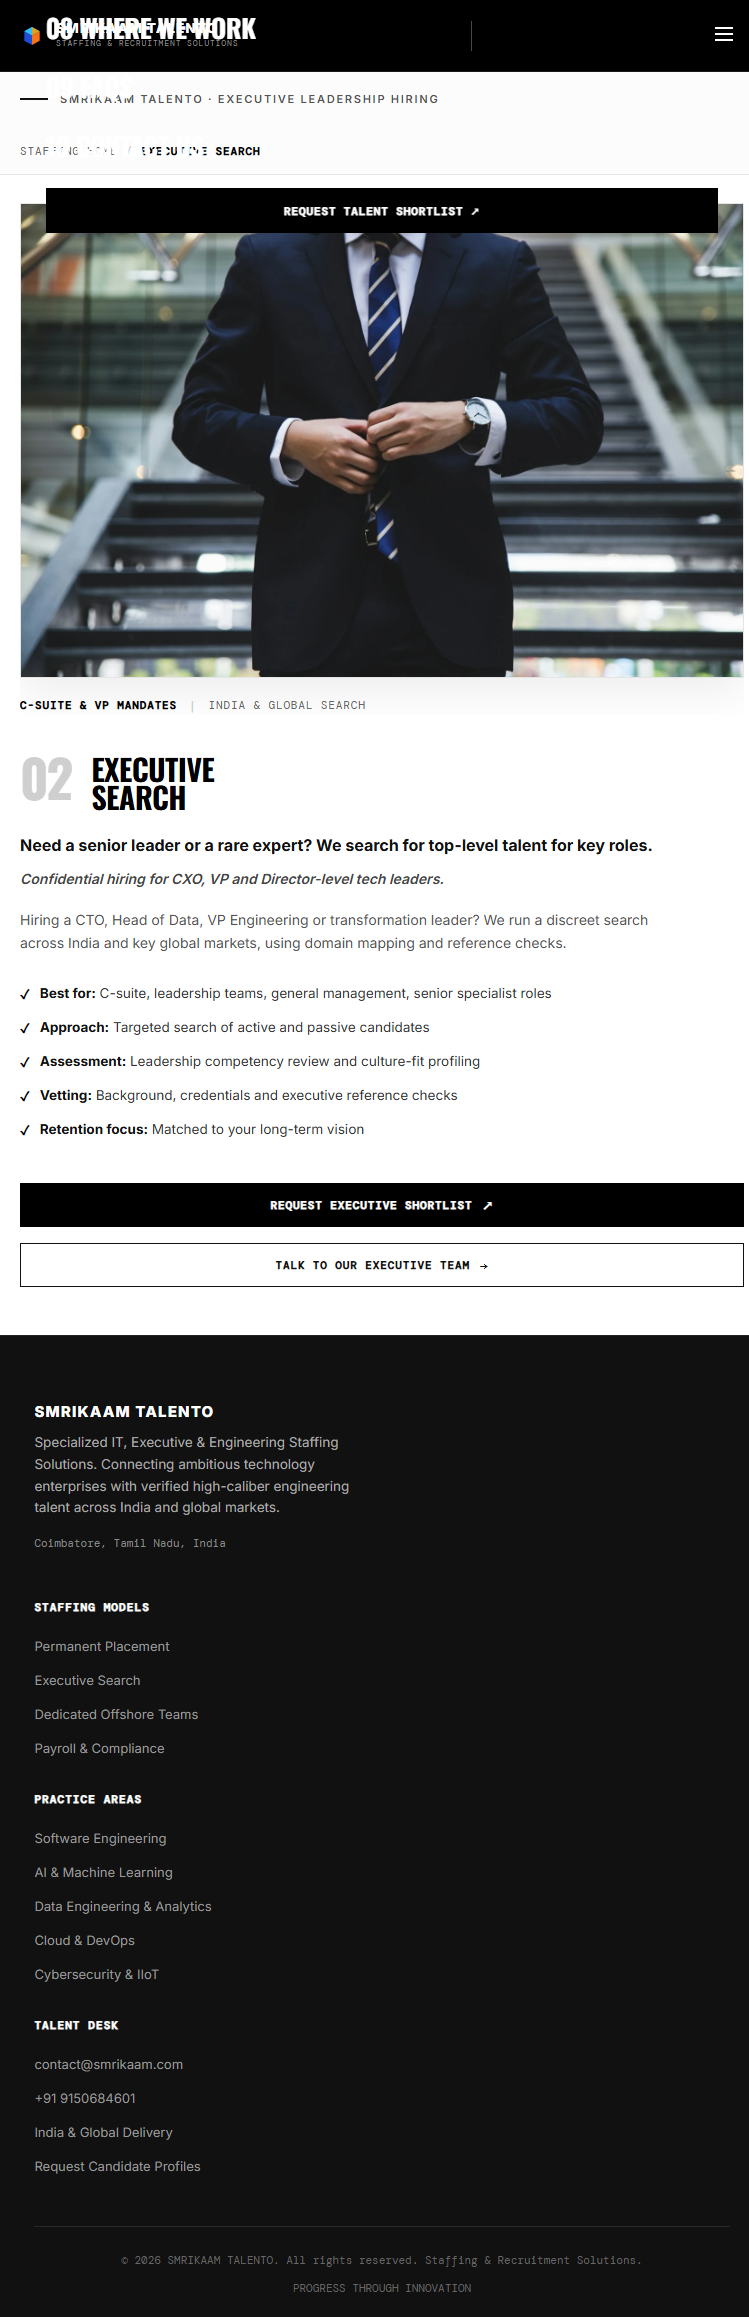 SMRIKAAM TALENTO
08 WHERE WE WORK
STAFFING & RECRUITMENT SOLUTIONS
SMRIKAAM TALENTO · EXECUTIVE LEADERSHIP HIRING
EXECUTIVE SEARCH
REQUEST TALENT SHORTLIST ↗
C-SUITE & VP MANDATES | INDIA & GLOBAL SEARCH
02 EXECUTIVE
SEARCH
Need a senior leader or a rare expert? We search for top-level talent for key roles.
Confidential hiring for CXO, VP and Director-level tech leaders.
Hiring a CTO, Head of Data, VP Engineering or transformation leader? We run a discreet search
across India and key global markets, using domain mapping and reference checks.
✓ Best for: C-suite, leadership teams, general management, senior specialist roles
✓ Approach: Targeted search of active and passive candidates
✓ Assessment: Leadership competency review and culture-fit profiling
✓ Vetting: Background, credentials and executive reference checks
✓ Retention focus: Matched to your long-term vision
REQUEST EXECUTIVE SHORTLIST ↗
TALK TO OUR EXECUTIVE TEAM →
SMRIKAAM TALENTO
Specialized IT, Executive & Engineering Staffing
Solutions. Connecting ambitious technology
enterprises with verified high-caliber engineering
talent across India and global markets.
Coimbatore, Tamil Nadu, India
STAFFING MODELS
Permanent Placement
Executive Search
Dedicated Offshore Teams
Payroll & Compliance
PRACTICE AREAS
Software Engineering
AI & Machine Learning
Data Engineering & Analytics
Cloud & DevOps
Cybersecurity & IIoT
TALENT DESK
contact@smrikaam.com
+91 9150684601
India & Global Delivery
Request Candidate Profiles
© 2026 SMRIKAAM TALENTO. All rights reserved. Staffing & Recruitment Solutions.
PROGRESS THROUGH INNOVATION